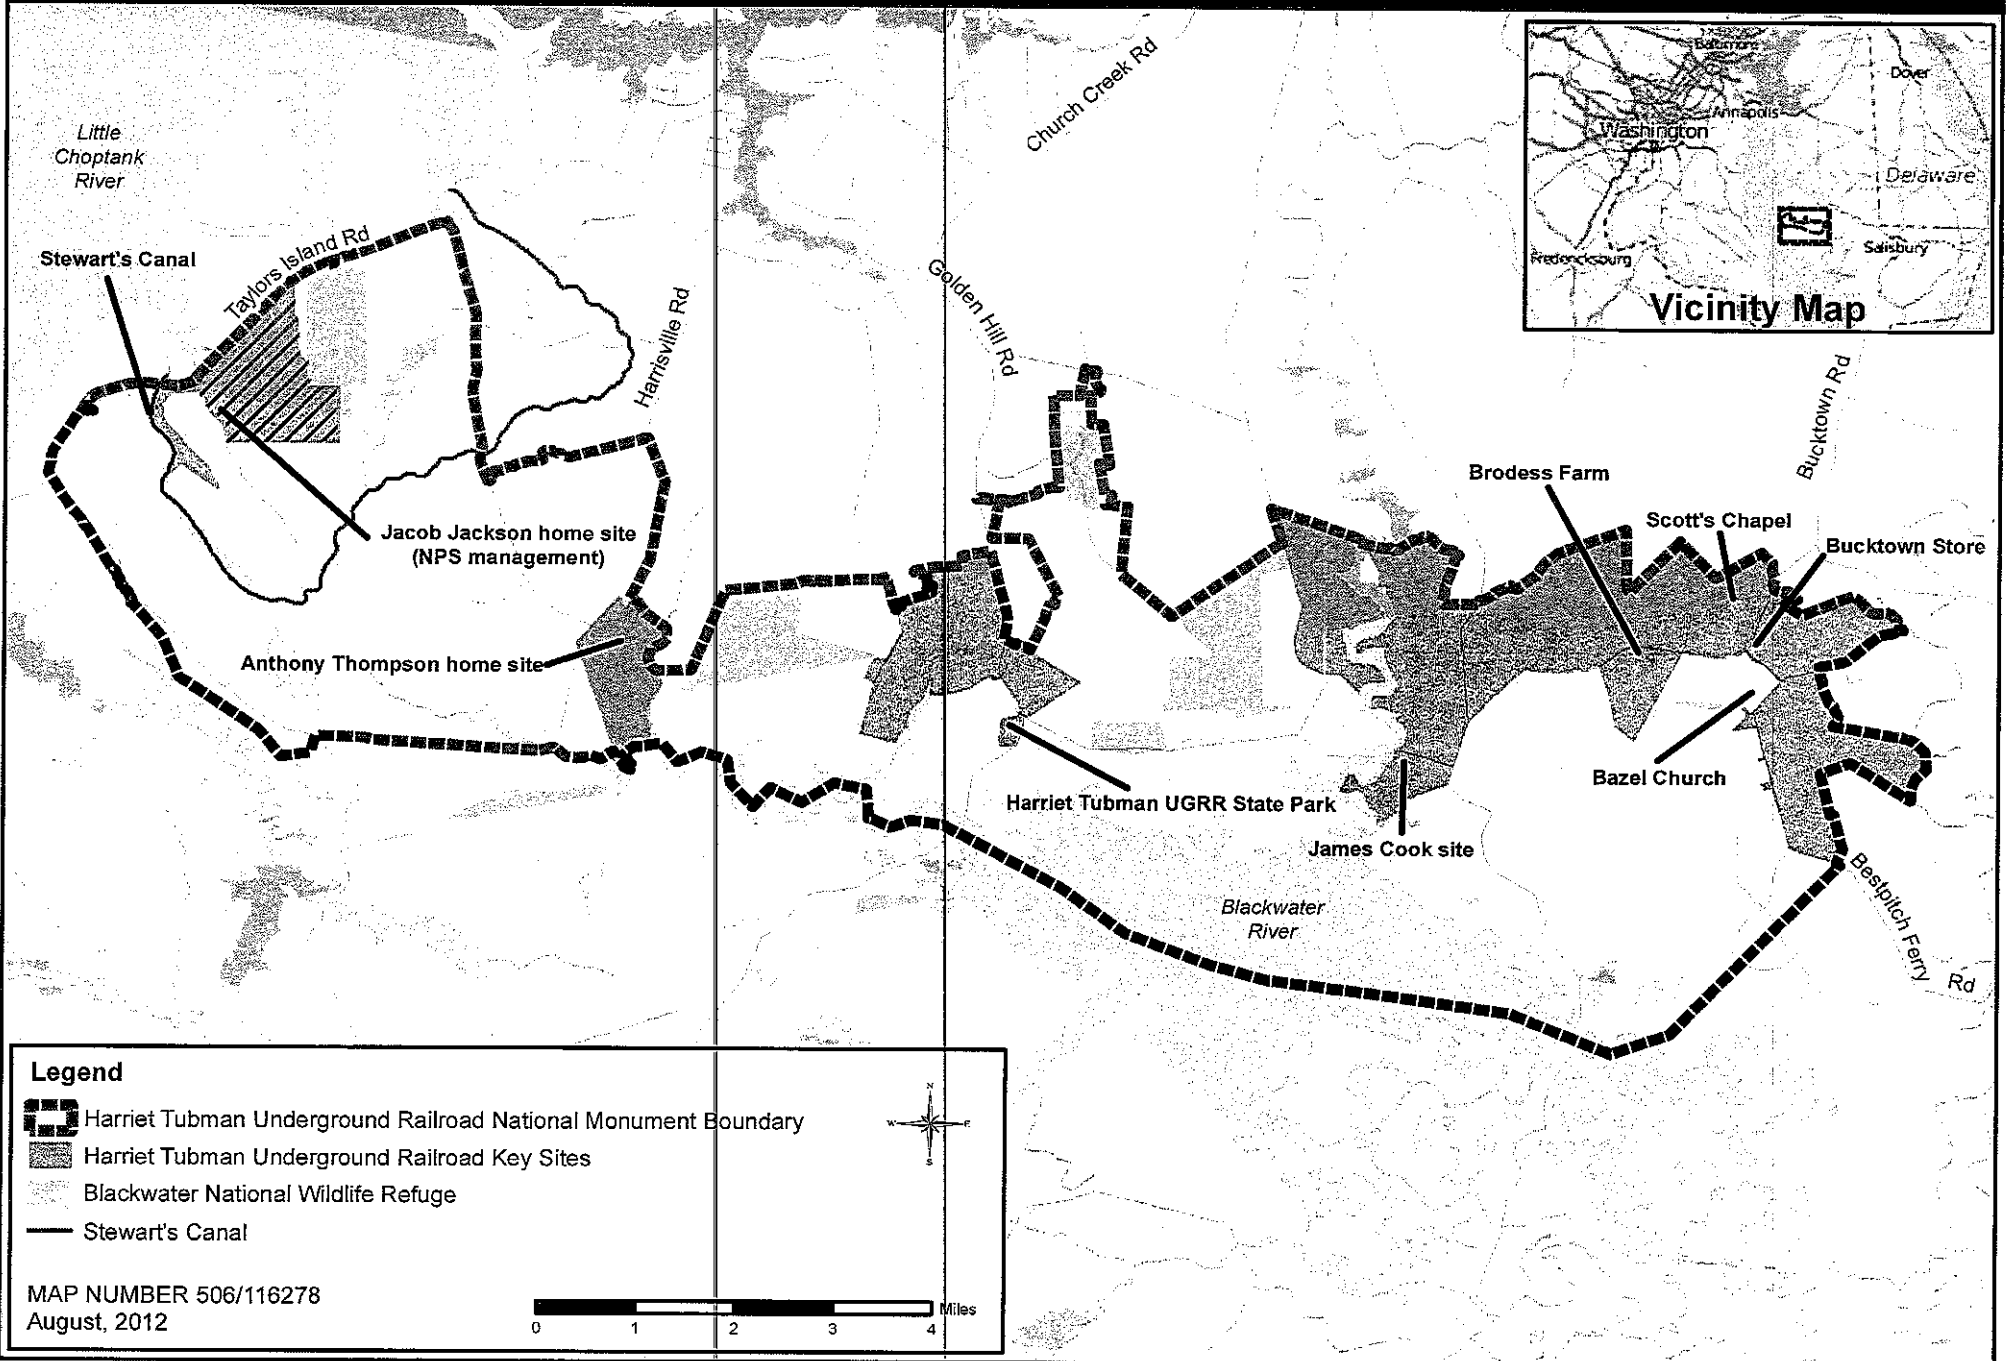 Church Creek Rd
Baltimore
Dover
Annapolis
Washington
Delaware
Fredericksburg
Salisbury
Vicinity Map
Little
Choptank
River
Stewart's Canal
Taylors Island Rd
Harrisville Rd
Golden Hill Rd
Bucktown Rd
Brodess Farm
Scott's Chapel
Bucktown Store
Jacob Jackson home site
(NPS management)
Anthony Thompson home site
Harriet Tubman UGRR State Park
James Cook site
Bazel Church
Blackwater
River
Bestpitch Ferry Rd
Legend
Harriet Tubman Underground Railroad National Monument Boundary
Harriet Tubman Underground Railroad Key Sites
Blackwater National Wildlife Refuge
Stewart's Canal
N
W
E
S
MAP NUMBER 506/116278
August, 2012
Miles
0 1 2 3 4